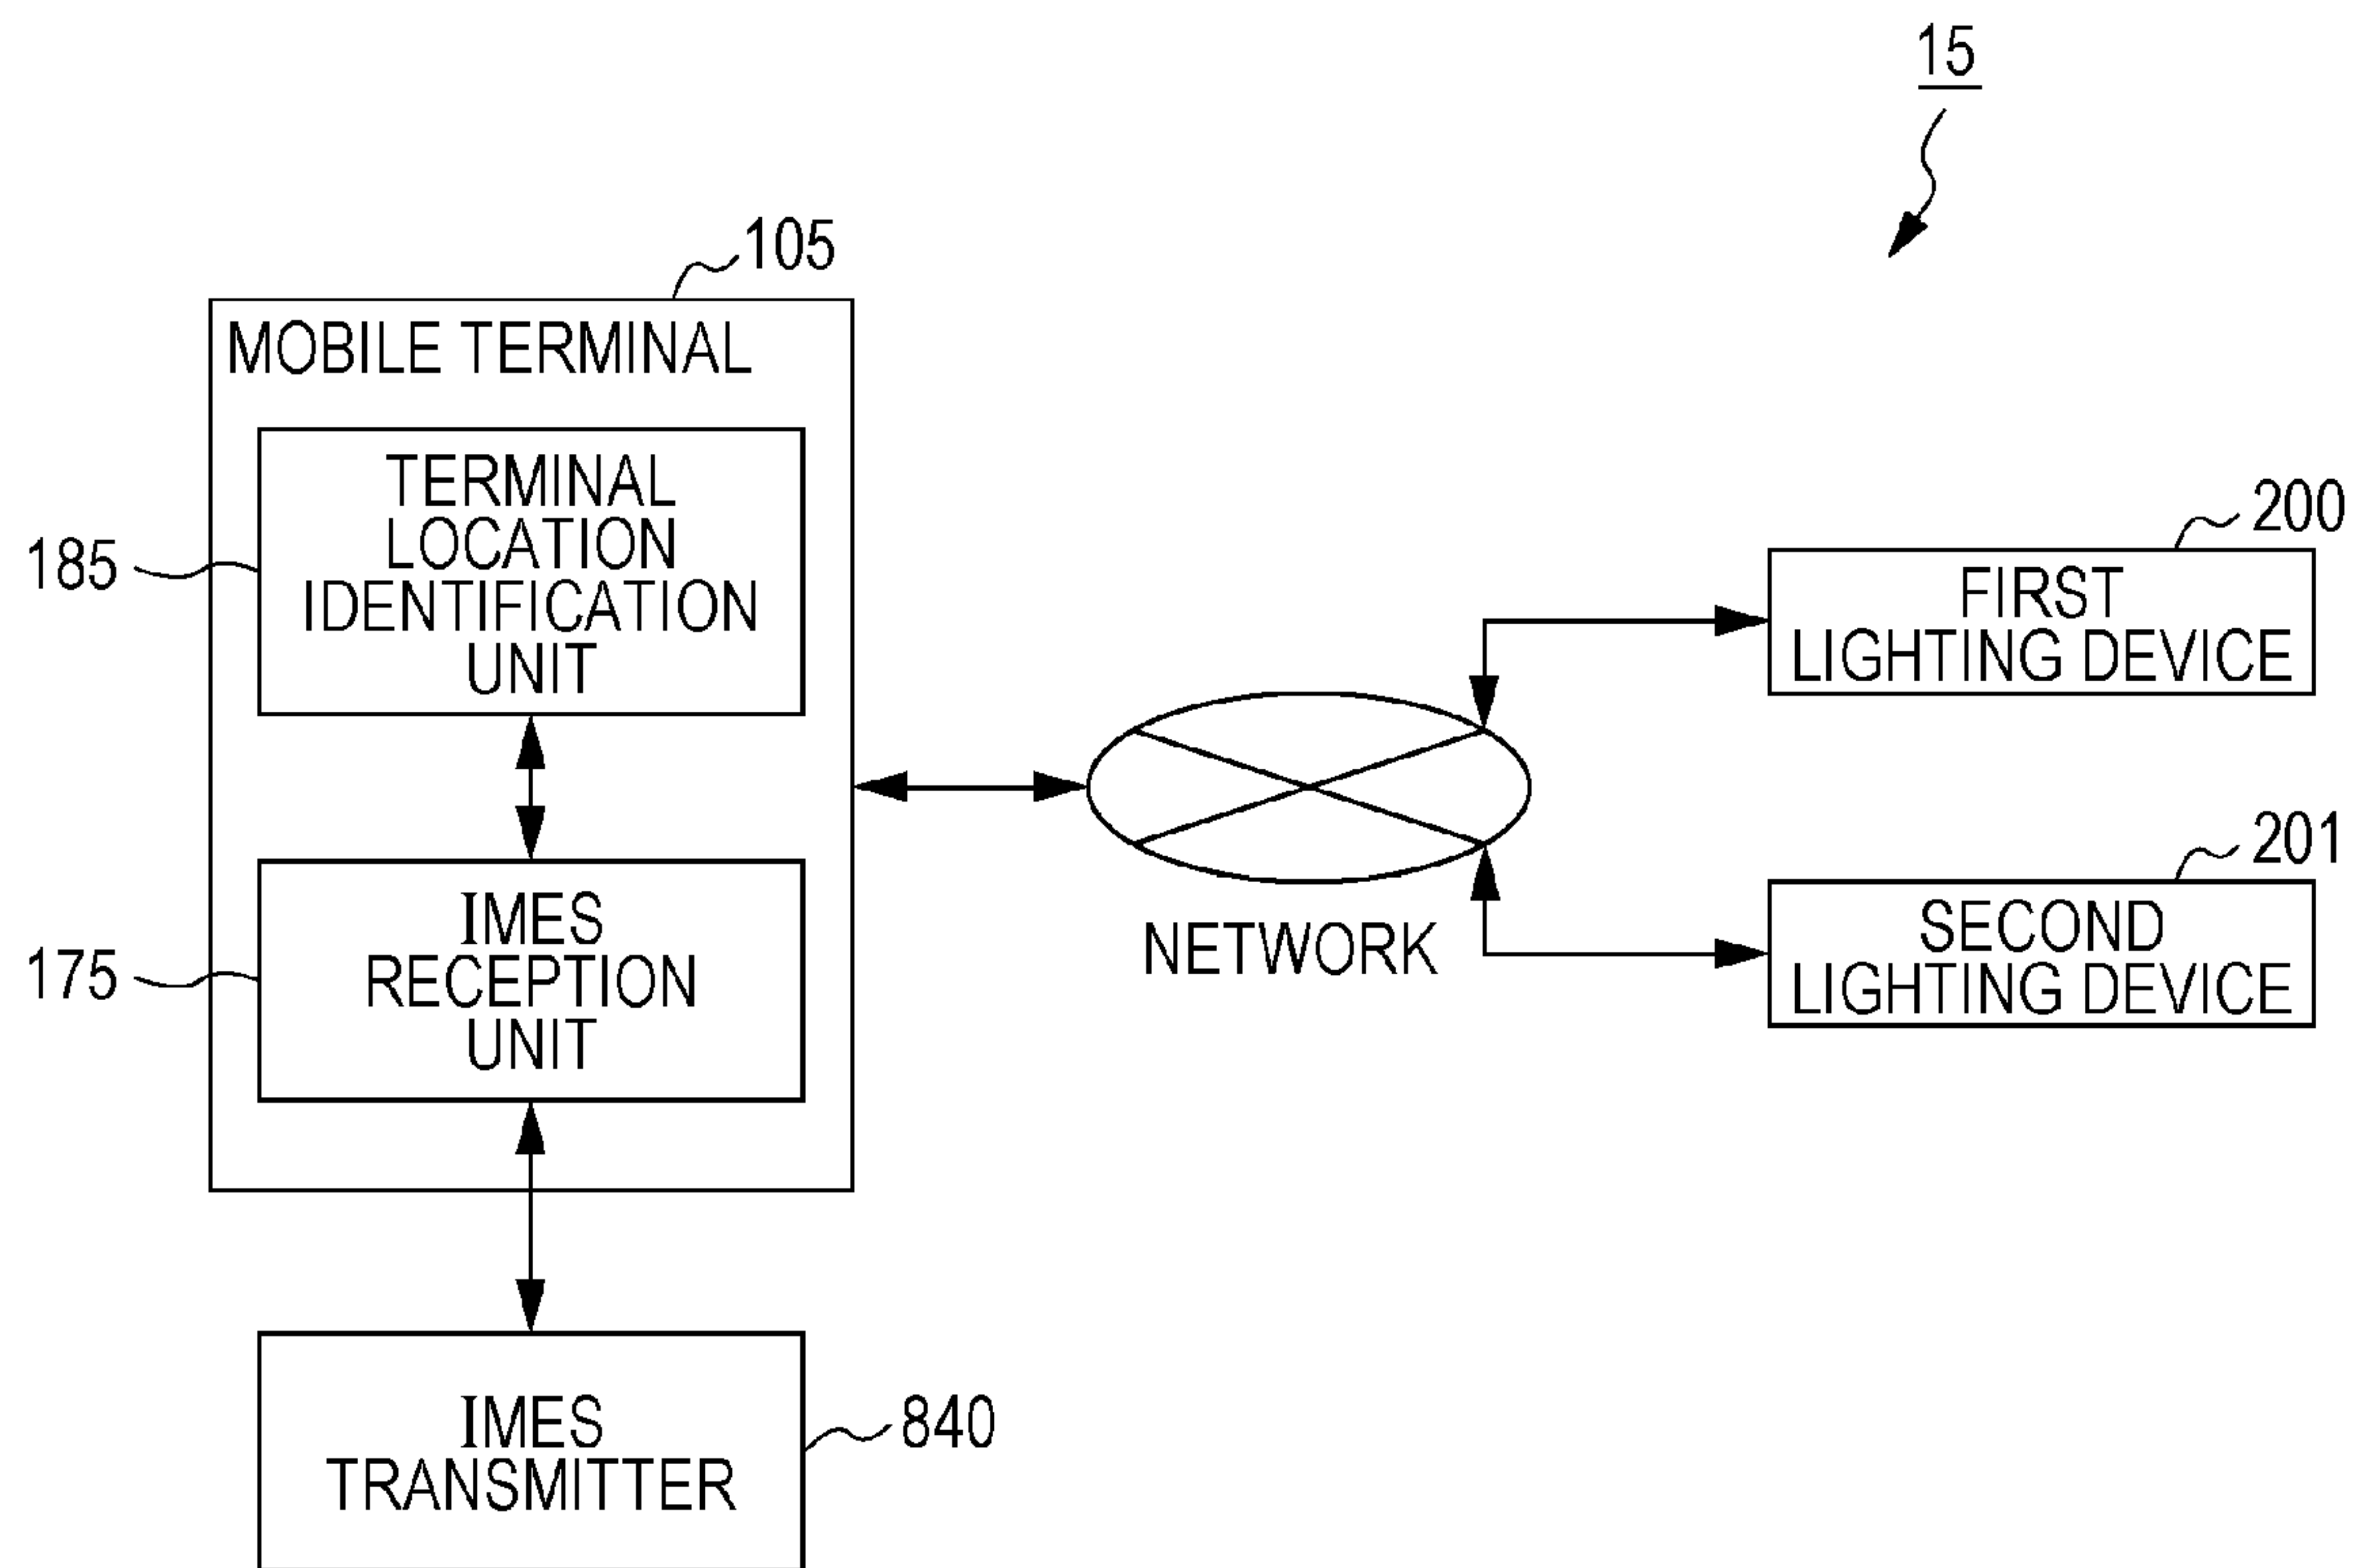 15
105
MOBILE TERMINAL
TERMINAL
LOCATION
IDENTIFICATION
UNIT
185
IMES
RECEPTION
UNIT
175
IMES
TRANSMITTER
840
NETWORK
200
FIRST
LIGHTING DEVICE
201
SECOND
LIGHTING DEVICE